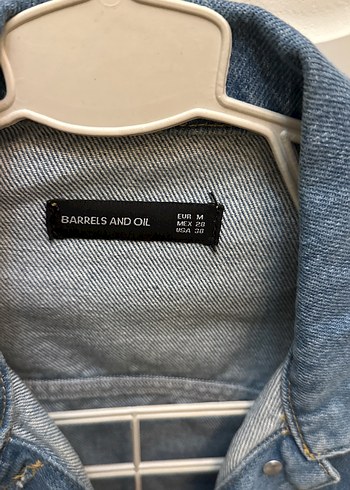 BARRELS AND OIL
EUR M
MEX 28
USA 38